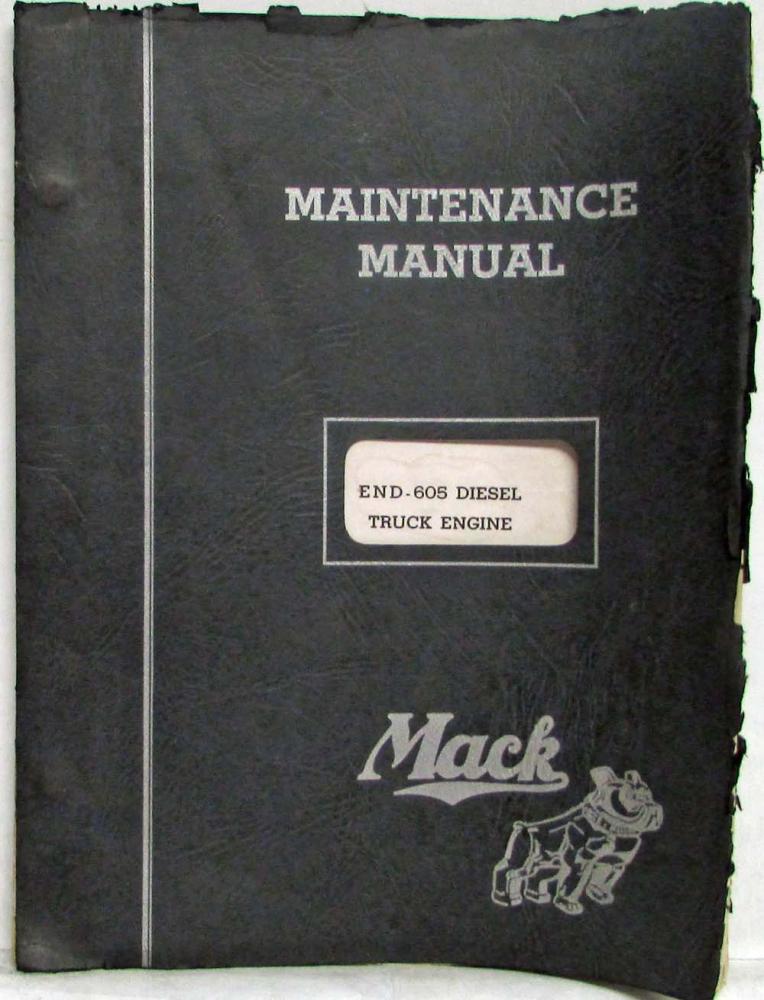 MAINTENANCE
MANUAL
END-605 DIESEL
TRUCK ENGINE
Mack